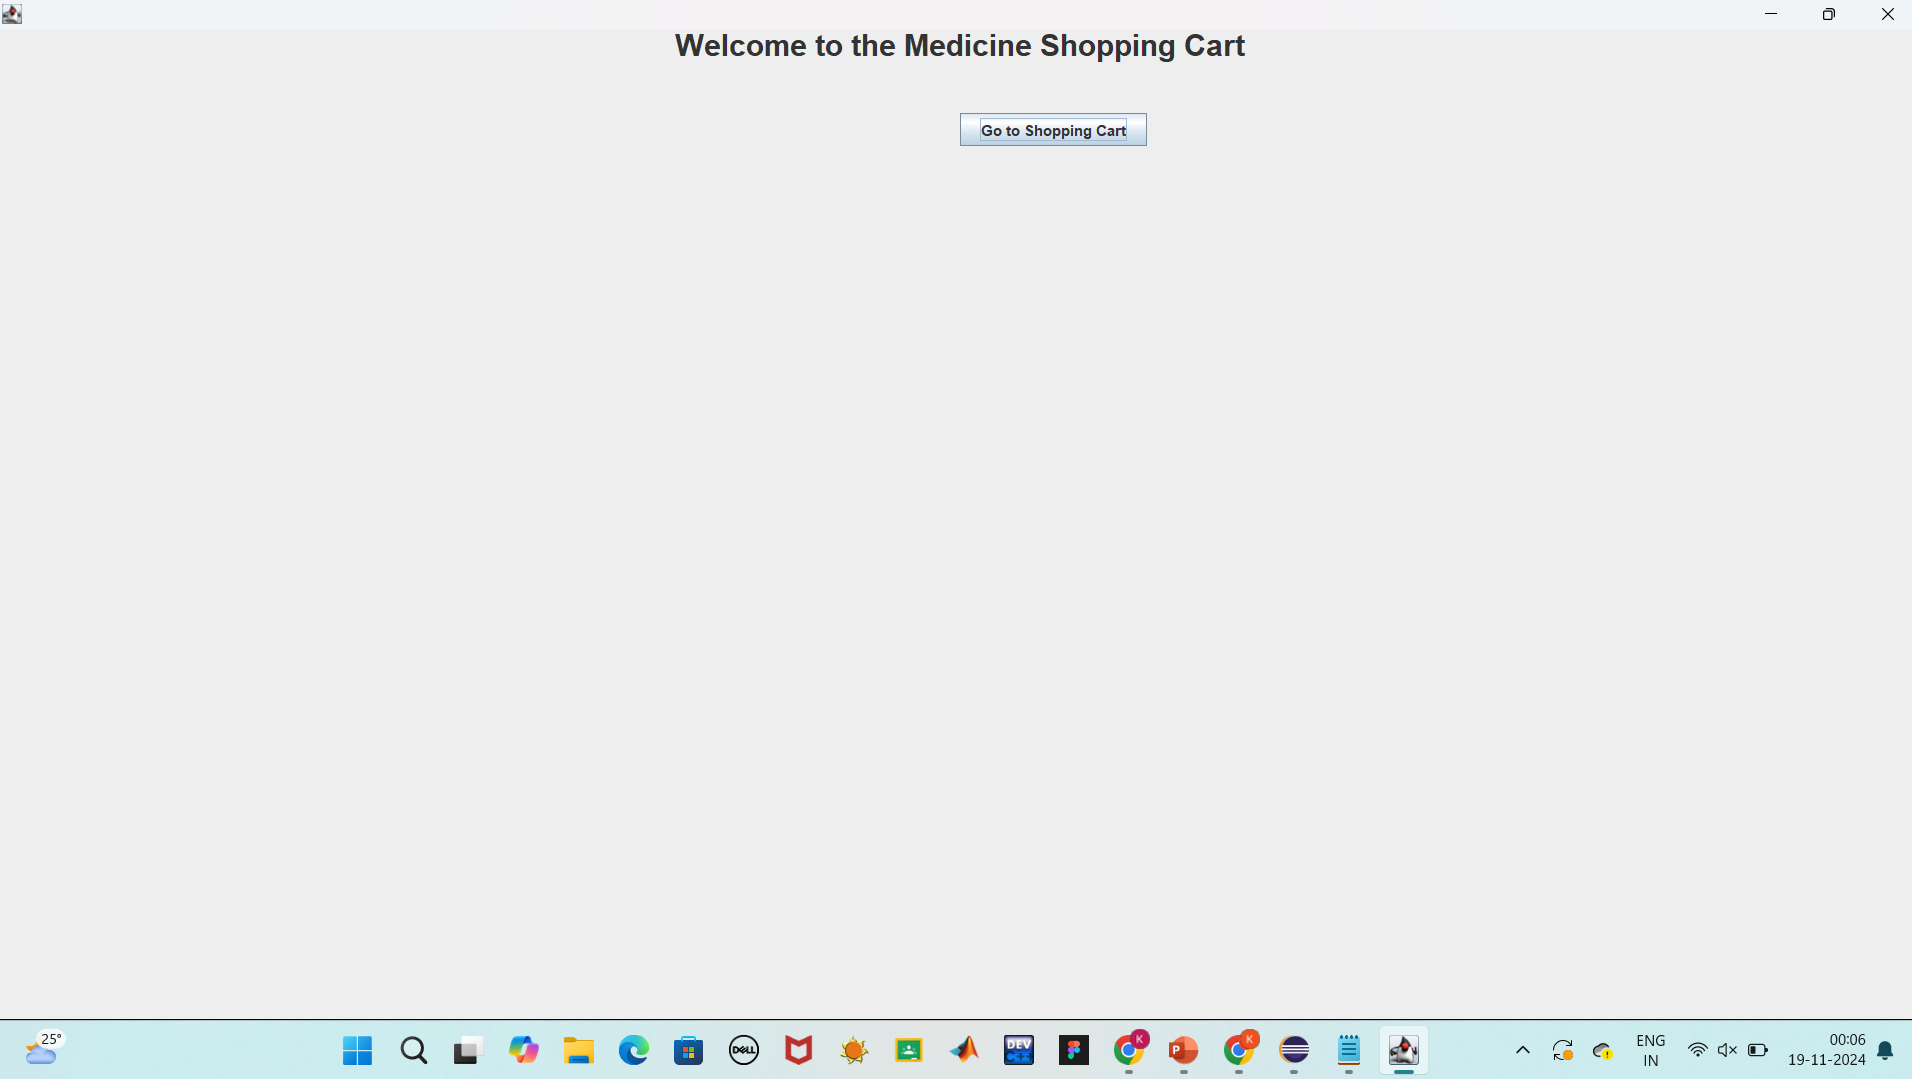 Welcome to the Medicine Shopping Cart
Go to Shopping Cart
25°
DELL
DEV
C++
K
P
K
ENG
IN
00:06
19-11-2024